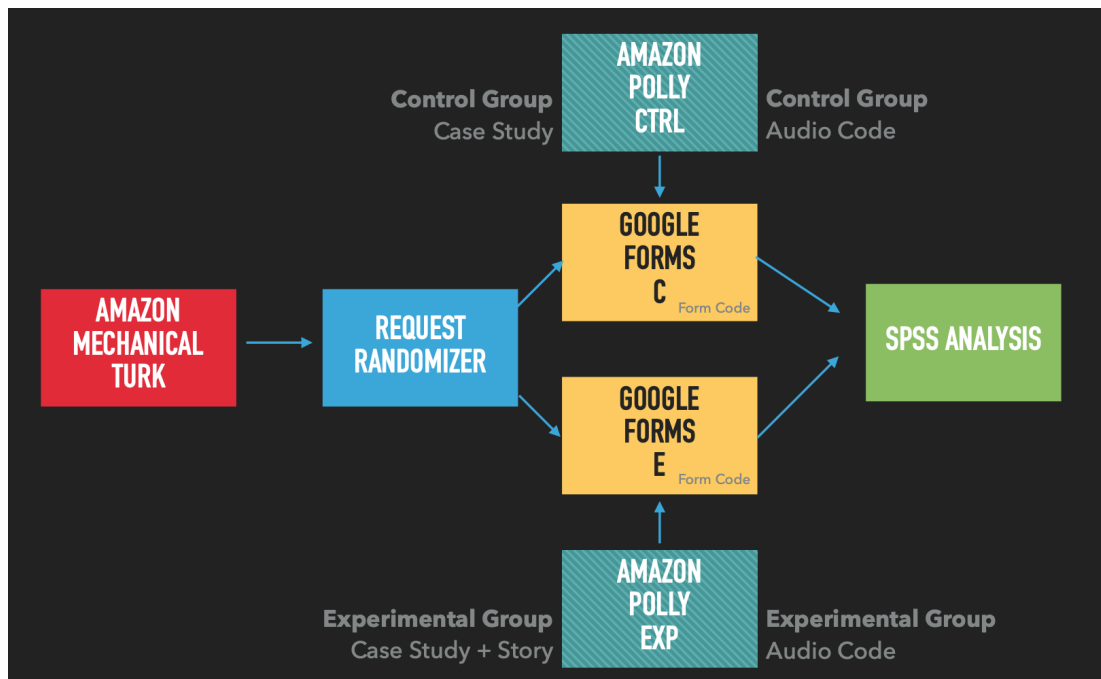 AMAZON
POLLY
CTRL
Control Group
Case Study
Control Group
Audio Code
GOOGLE
FORMS
C
Form Code
AMAZON
MECHANICAL
TURK
REQUEST
RANDOMIZER
SPSS ANALYSIS
GOOGLE
FORMS
E
Form Code
AMAZON
POLLY
EXP
Experimental Group
Case Study + Story
Experimental Group
Audio Code